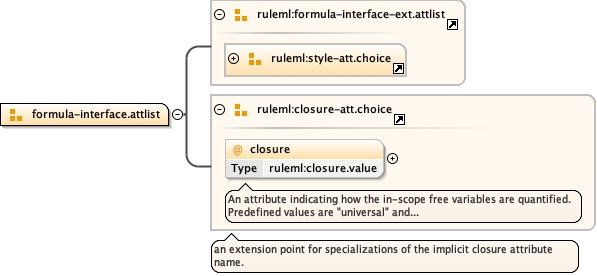 ruleml:formula-interface-ext.attlist
ruleml:style-att.choice
formula-interface.attlist
ruleml:closure-att.choice
@ closure
Type ruleml:closure.value
An attribute indicating how the in-scope free variables are quantified.
Predefined values are "universal" and...
an extension point for specializations of the implicit closure attribute
name.